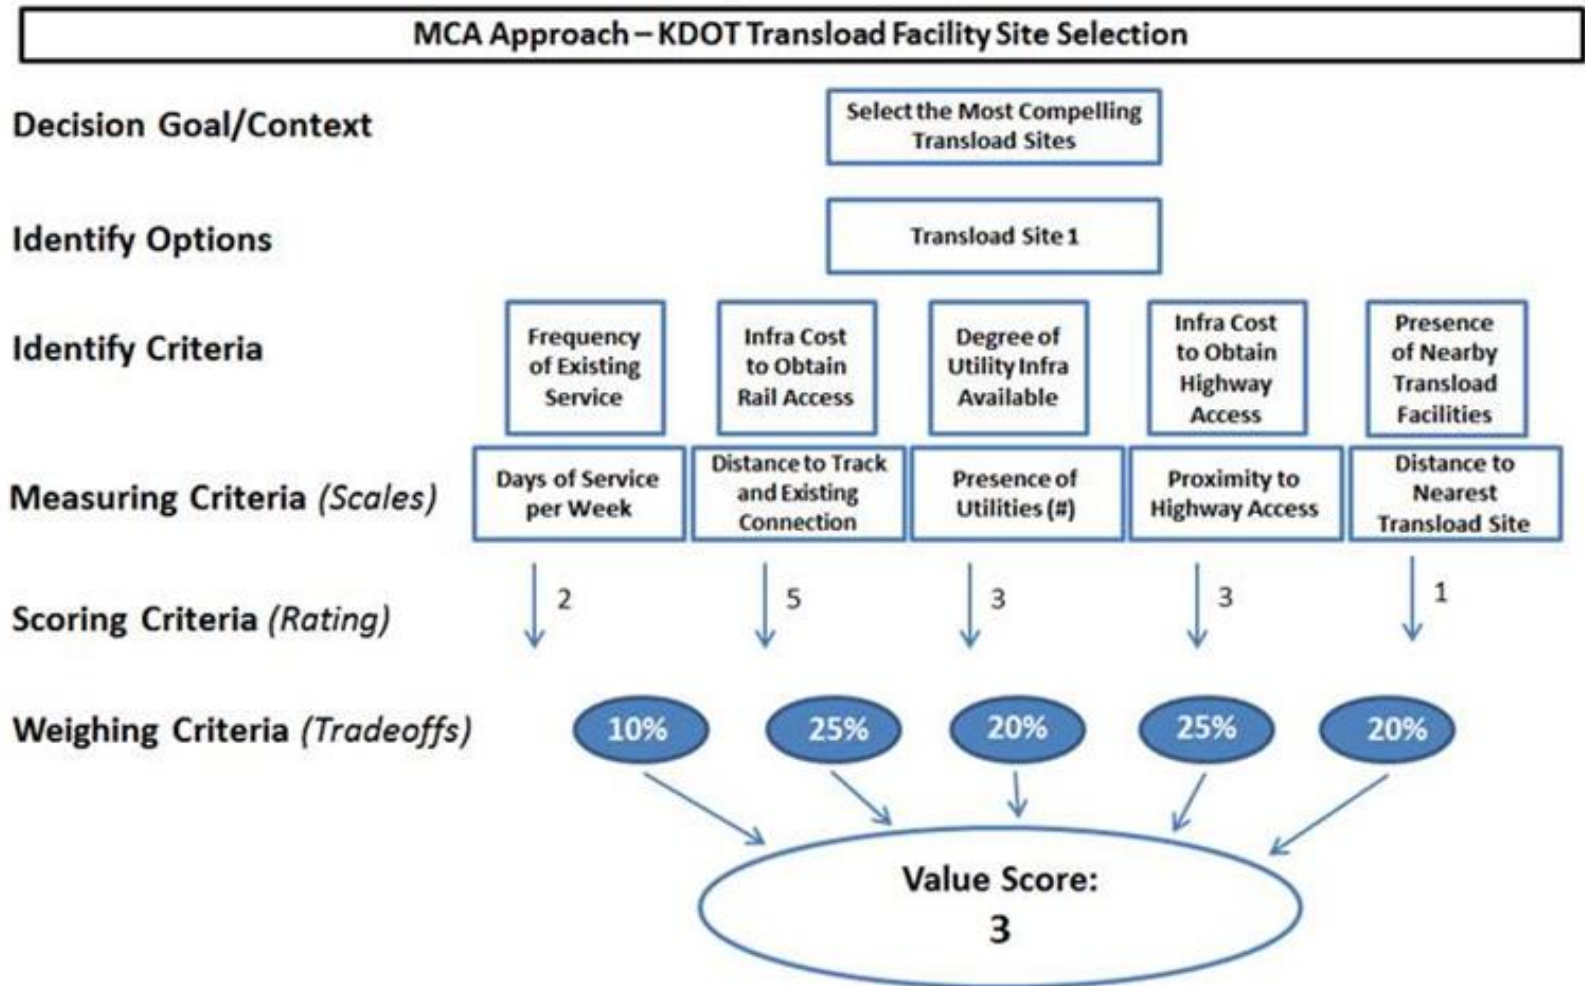 MCA Approach – KDOT Transload Facility Site Selection
Decision Goal/Context
Select the Most Compelling
Transload Sites
Identify Options
Transload Site 1
Identify Criteria
Frequency
of Existing
Service
Infra Cost
to Obtain
Rail Access
Degree of
Utility Infra
Available
Infra Cost
to Obtain
Highway
Access
Presence
of Nearby
Transload
Facilities
Measuring Criteria (Scales)
Days of Service
per Week
Distance to Track
and Existing
Connection
Presence of
Utilities (#)
Proximity to
Highway Access
Distance to
Nearest
Transload Site
Scoring Criteria (Rating)
2
5
3
3
1
Weighing Criteria (Tradeoffs)
10%
25%
20%
25%
20%
Value Score:
3